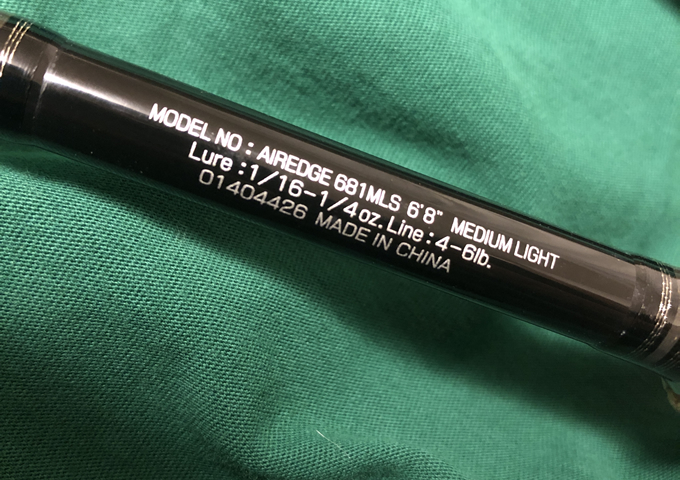 MODEL NO : AIREDGE 681MLS 6'8" MEDIUM LIGHT
Lure : 1/16-1/4oz. Line : 4-6lb.
01404426 MADE IN CHINA